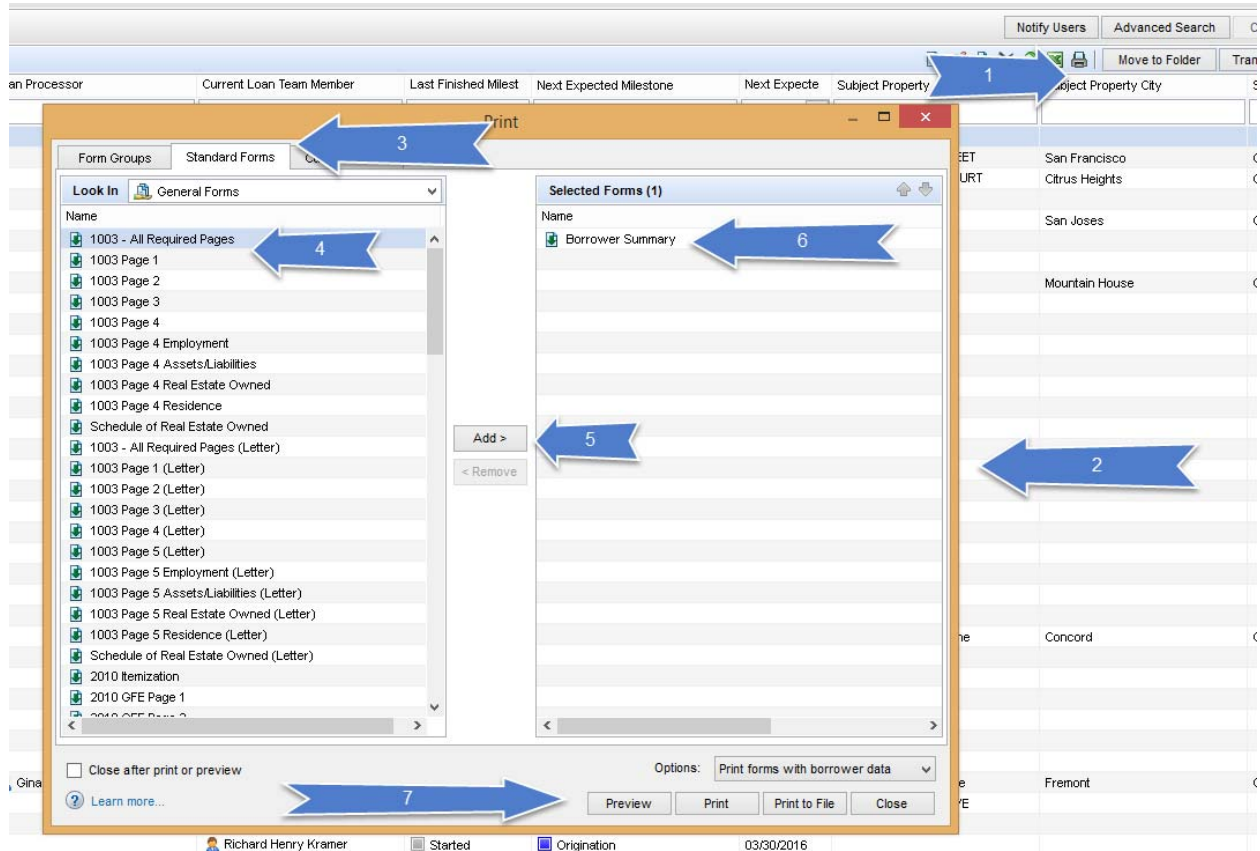 Notify Users Advanced Search
1 Move to Folder
an Processor Current Loan Team Member Last Finished Milest Next Expected Milestone Next Expecte Subject Property Subject Property City
Print
3
Form Groups Standard Forms
Look In General Forms
Selected Forms (1)
Name
Name
1003 - All Required Pages
4
Borrower Summary
6
1003 Page 1
1003 Page 2
1003 Page 3
1003 Page 4
1003 Page 4 Employment
1003 Page 4 Assets/Liabilities
1003 Page 4 Real Estate Owned
1003 Page 4 Residence
Schedule of Real Estate Owned
1003 - All Required Pages (Letter)
1003 Page 1 (Letter)
1003 Page 2 (Letter)
1003 Page 3 (Letter)
1003 Page 4 (Letter)
1003 Page 5 (Letter)
1003 Page 5 Employment (Letter)
1003 Page 5 Assets/Liabilities (Letter)
1003 Page 5 Real Estate Owned (Letter)
1003 Page 5 Residence (Letter)
Schedule of Real Estate Owned (Letter)
2010 Itemization
2010 GFE Page 1
Add >
5
< Remove
EET San Francisco
URT Citrus Heights
San Joses
Mountain House
2
ne Concord
e Fremont
YE
Close after print or preview
Options: Print forms with borrower data
Gina
Learn more...
7
Preview Print Print to File Close
Richard Henry Kramer Started Origination 03/30/2016